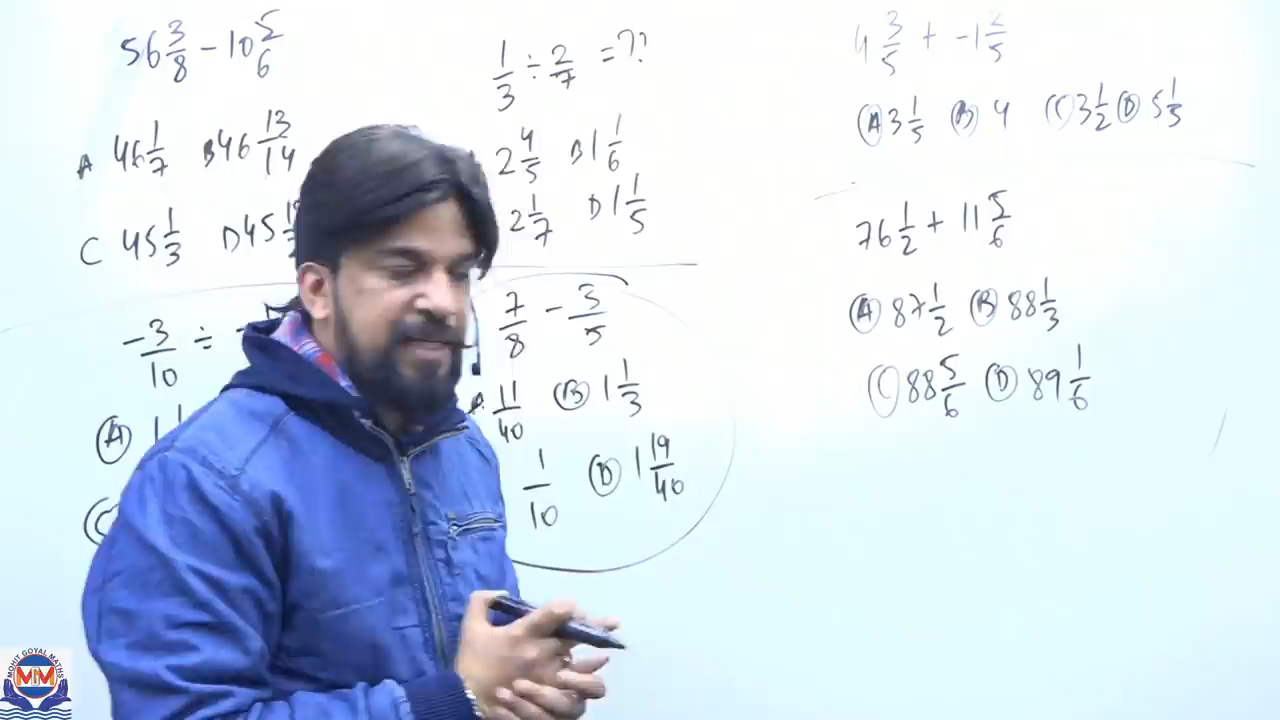 56 3/8 - 10 5/6
A 46 1/7 B 46 13/14
C 45 1/3 D 45
1/3 ÷ 2/7 = ??
2 4/5 B 1 1/6
2 1/7 D 1 1/5
-3/10 ÷
A
C
7/8 - 3/5
A 11/40 B 1 1/3
1/10 D 1 19/40
4 3/5 + -1 2/5
A 3 1/5 B 4 C 3 1/2 D 5 1/5
76 1/2 + 11 5/6
A 87 1/2 B 88 1/3
C 88 5/6 D 89 1/6
MOHIT GOYAL MATHS
MM